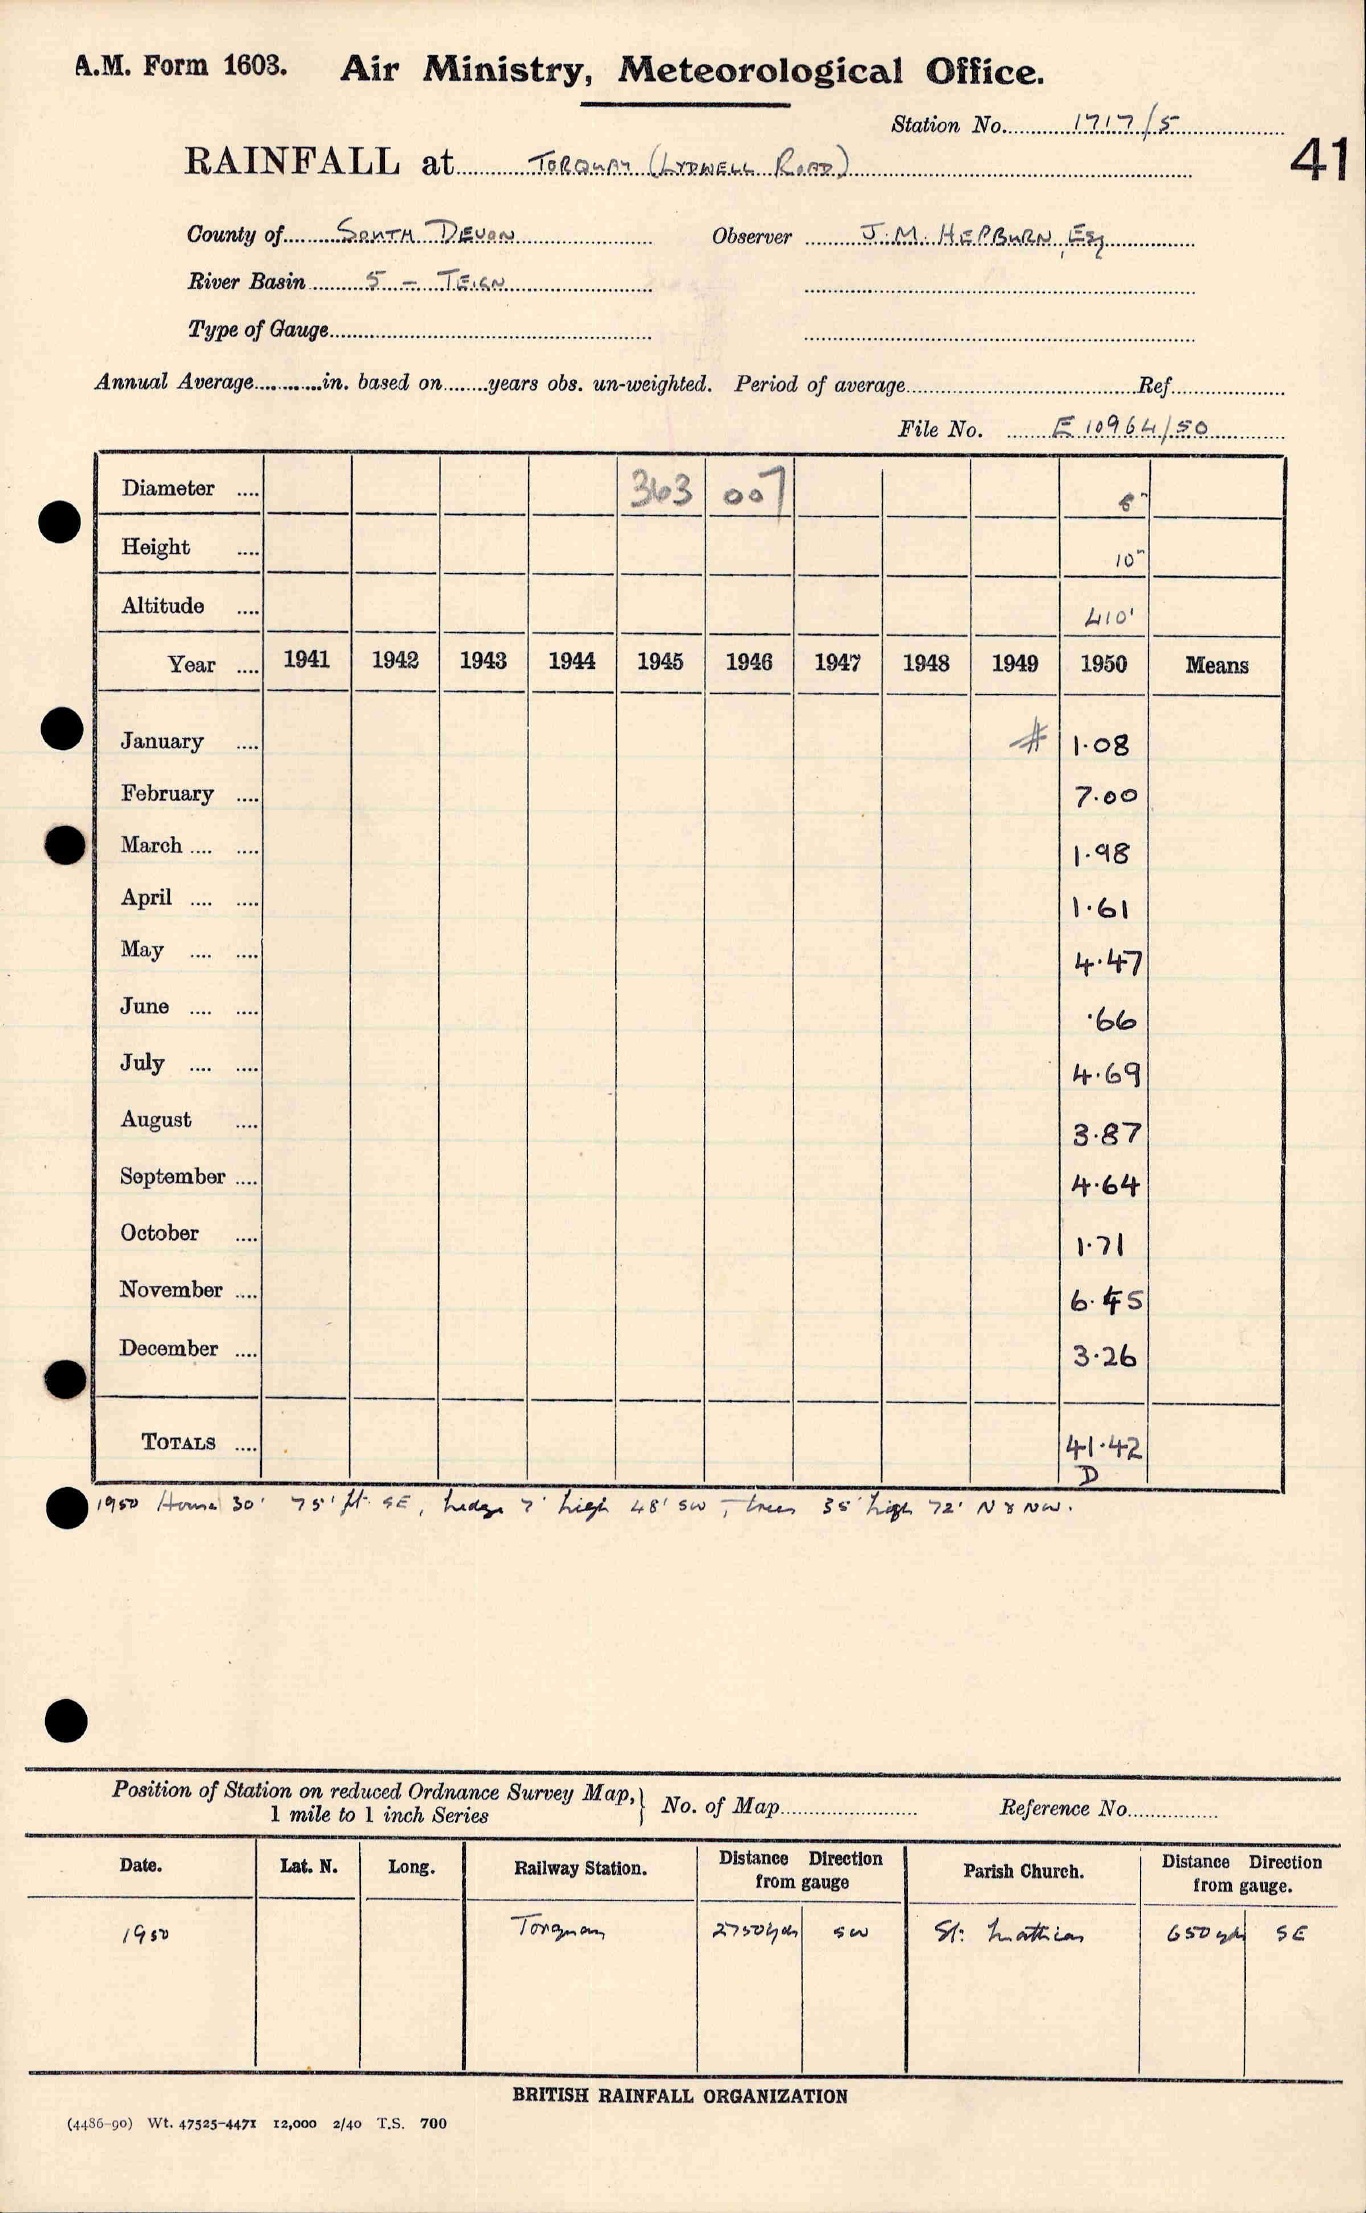 A.M. Form 1603. Air Ministry, Meteorological Office.
Station No. 1717/5
41
RAINFALL at TORQUAY (LYDWELL ROAD)
County of SOUTH DEVON Observer J.M. HEPBURN, Esq
River Basin 5 - TEIGN
Type of Gauge
Annual Average in. based on years obs. un-weighted. Period of average Ref.
File No. E 10964/50
Diameter .... 363 007
Height .... 10"
Altitude .... 410'
Year .... 1941 1942 1943 1944 1945 1946 1947 1948 1949 1950 Means
January .... # 1.08
February .... 7.00
March .... .... 1.98
April .... .... 1.61
May .... .... 4.47
June .... .... .66
July .... .... 4.69
August .... 3.87
September .... 4.64
October .... 1.71
November .... 6.45
December .... 3.26
TOTALS .... 41.42
D
1950 House 30' 75' ft. SE, hedge 7' high 48' SW, trees 35' high 72' N & NW.
Position of Station on reduced Ordnance Survey Map, } No. of Map Reference No.
1 mile to 1 inch Series
Date. Lat. N. Long. Railway Station. Distance Direction from gauge Parish Church. Distance Direction from gauge.
1950 Torquay 2750 yds SW St: Matthias 650 yds SE
BRITISH RAINFALL ORGANIZATION
(4486-90) Wt. 47525-4471 12,000 2/40 T.S. 700